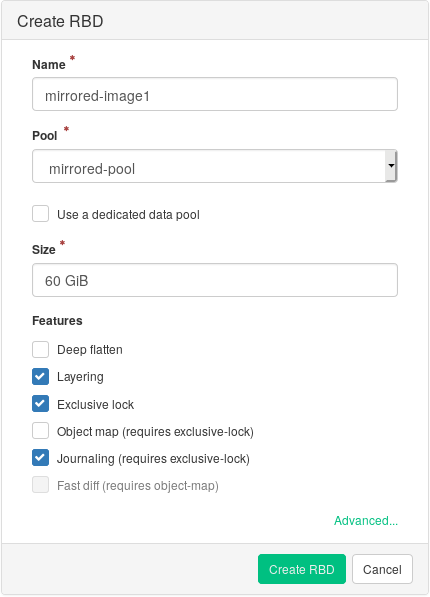 Create RBD
Name *
mirrored-image1
Pool *
mirrored-pool
Use a dedicated data pool
Size *
60 GiB
Features
Deep flatten
Layering
Exclusive lock
Object map (requires exclusive-lock)
Journaling (requires exclusive-lock)
Fast diff (requires object-map)
Advanced...
Create RBD Cancel